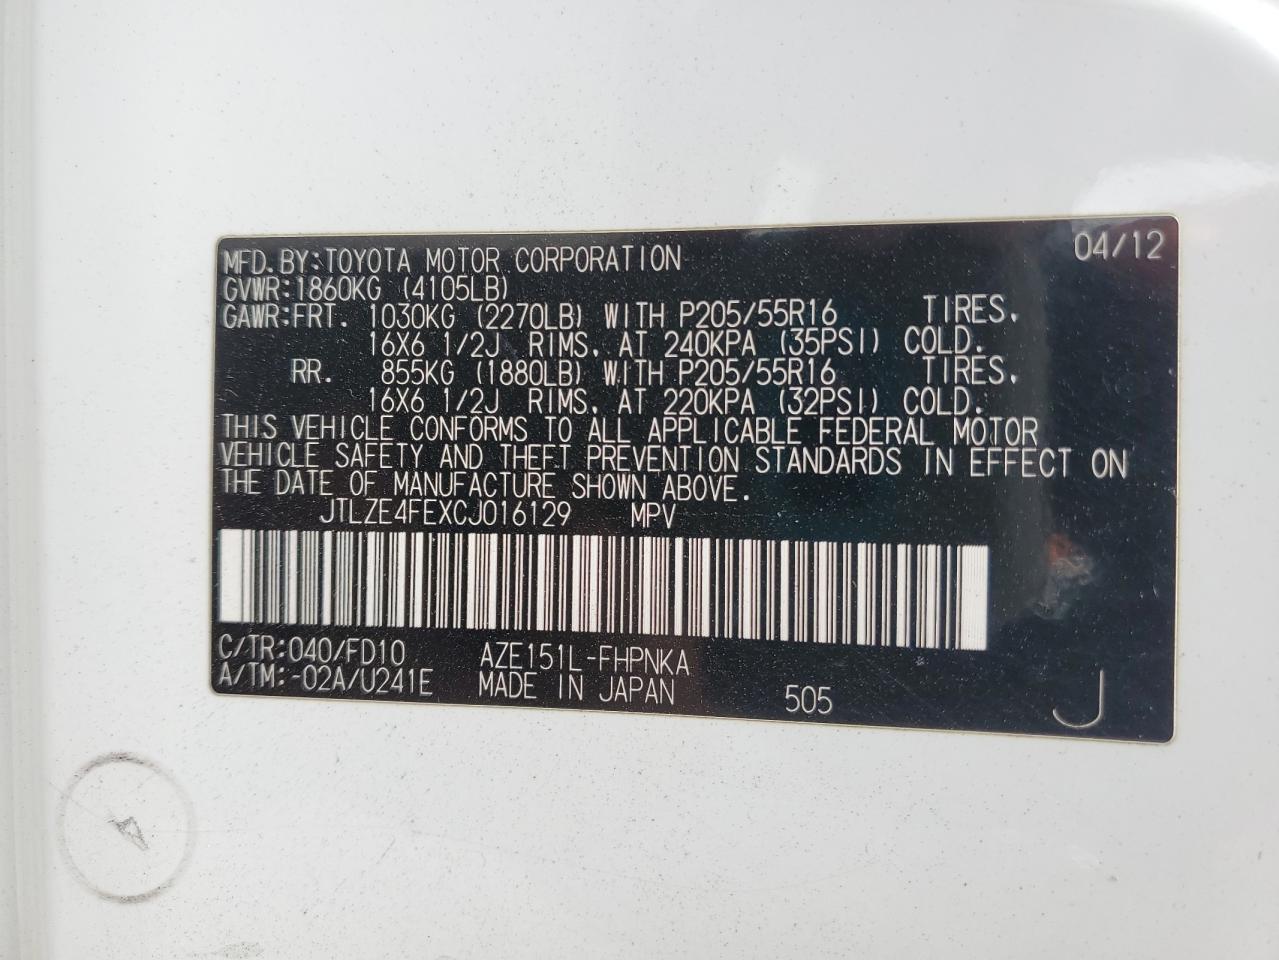 04/12
MFD.BY:TOYOTA MOTOR CORPORATION
GVWR:1860KG (4105LB)
GAWR:FRT. 1030KG (2270LB) WITH P205/55R16 TIRES.
16X6 1/2J RIMS. AT 240KPA (35PSI) COLD.
RR. 855KG (1880LB) WITH P205/55R16 TIRES.
16X6 1/2J RIMS. AT 220KPA (32PSI) COLD.
THIS VEHICLE CONFORMS TO ALL APPLICABLE FEDERAL MOTOR
VEHICLE SAFETY AND THEFT PREVENTION STANDARDS IN EFFECT ON
THE DATE OF MANUFACTURE SHOWN ABOVE.
JTLZE4FEXCJ016129 MPV
C/TR:040/FD10 AZE151L-FHPNKA
A/TM:-02A/U241E MADE IN JAPAN 505 J